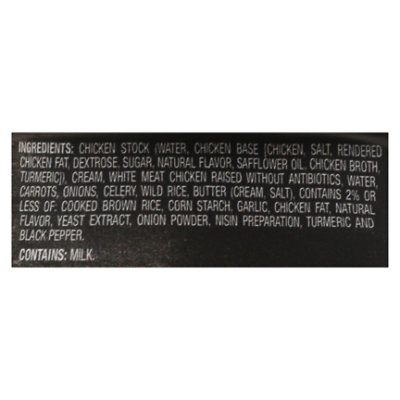 INGREDIENTS: CHICKEN STOCK (WATER, CHICKEN BASE [CHICKEN, SALT, RENDERED
CHICKEN FAT, DEXTROSE, SUGAR, NATURAL FLAVOR, SAFFLOWER OIL, CHICKEN BROTH,
TURMERIC]), CREAM, WHITE MEAT CHICKEN RAISED WITHOUT ANTIBIOTICS, WATER,
CARROTS, ONIONS, CELERY, WILD RICE, BUTTER (CREAM, SALT), CONTAINS 2% OR
LESS OF: COOKED BROWN RICE, CORN STARCH, GARLIC, CHICKEN FAT, NATURAL
FLAVOR, YEAST EXTRACT, ONION POWDER, NISIN PREPARATION, TURMERIC AND
BLACK PEPPER.
CONTAINS: MILK.